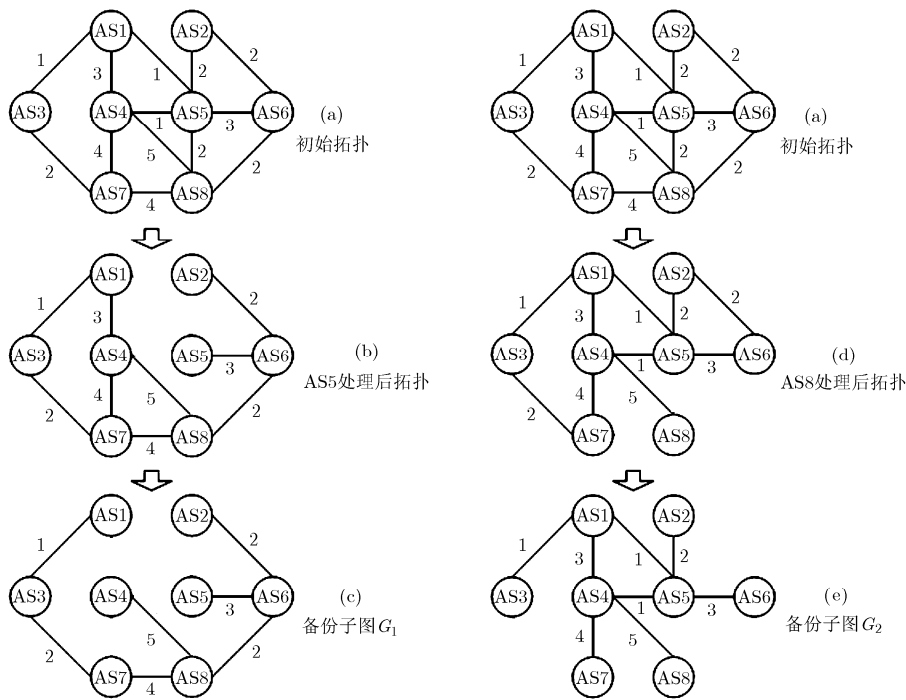 AS1 AS2 AS1 AS2
1 2 1 2
3 1 2 3 1 2
AS3 AS4 AS5 AS6 (a) AS3 AS4 AS5 AS6 (a)
1 3 1 3
初始拓扑 初始拓扑
4 5 2 4 5 2
2 2 2 2
AS7 AS8 AS7 AS8
4 4
AS1 AS2 AS1 AS2
1 2 1 2
3 3 1 2
AS3 AS4 AS5 AS6 (b) AS3 AS4 AS5 AS6 (d)
3 1 3
AS5处理后拓扑 AS8处理后拓扑
4 5 4 5
2 2 2
AS7 AS8 AS7 AS8
4
AS1 AS2 AS1 AS2
1 2 1 2
3 1
AS3 AS4 AS5 AS6 (c) AS3 AS4 AS5 AS6 (e)
3 1 3
备份子图G1 备份子图G2
5 4 5
2 2
AS7 AS8 AS7 AS8
4